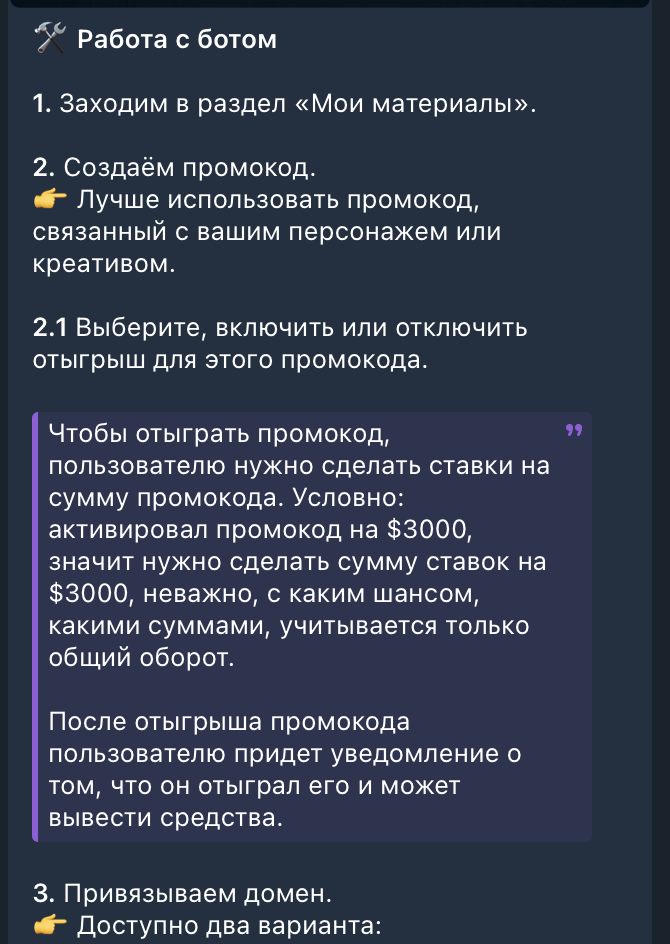 🛠 Работа с ботом
1. Заходим в раздел «Мои материалы».
2. Создаём промокод.
👉 Лучше использовать промокод,
связанный с вашим персонажем или
креативом.
2.1 Выберите, включить или отключить
отыгрыш для этого промокода.
Чтобы отыграть промокод,
пользователю нужно сделать ставки на
сумму промокода. Условно:
активировал промокод на $3000,
значит нужно сделать сумму ставок на
$3000, неважно, с каким шансом,
какими суммами, учитывается только
общий оборот.
После отыгрыша промокода
пользователю придет уведомление о
том, что он отыграл его и может
вывести средства.
3. Привязываем домен.
👉 Доступно два варианта: